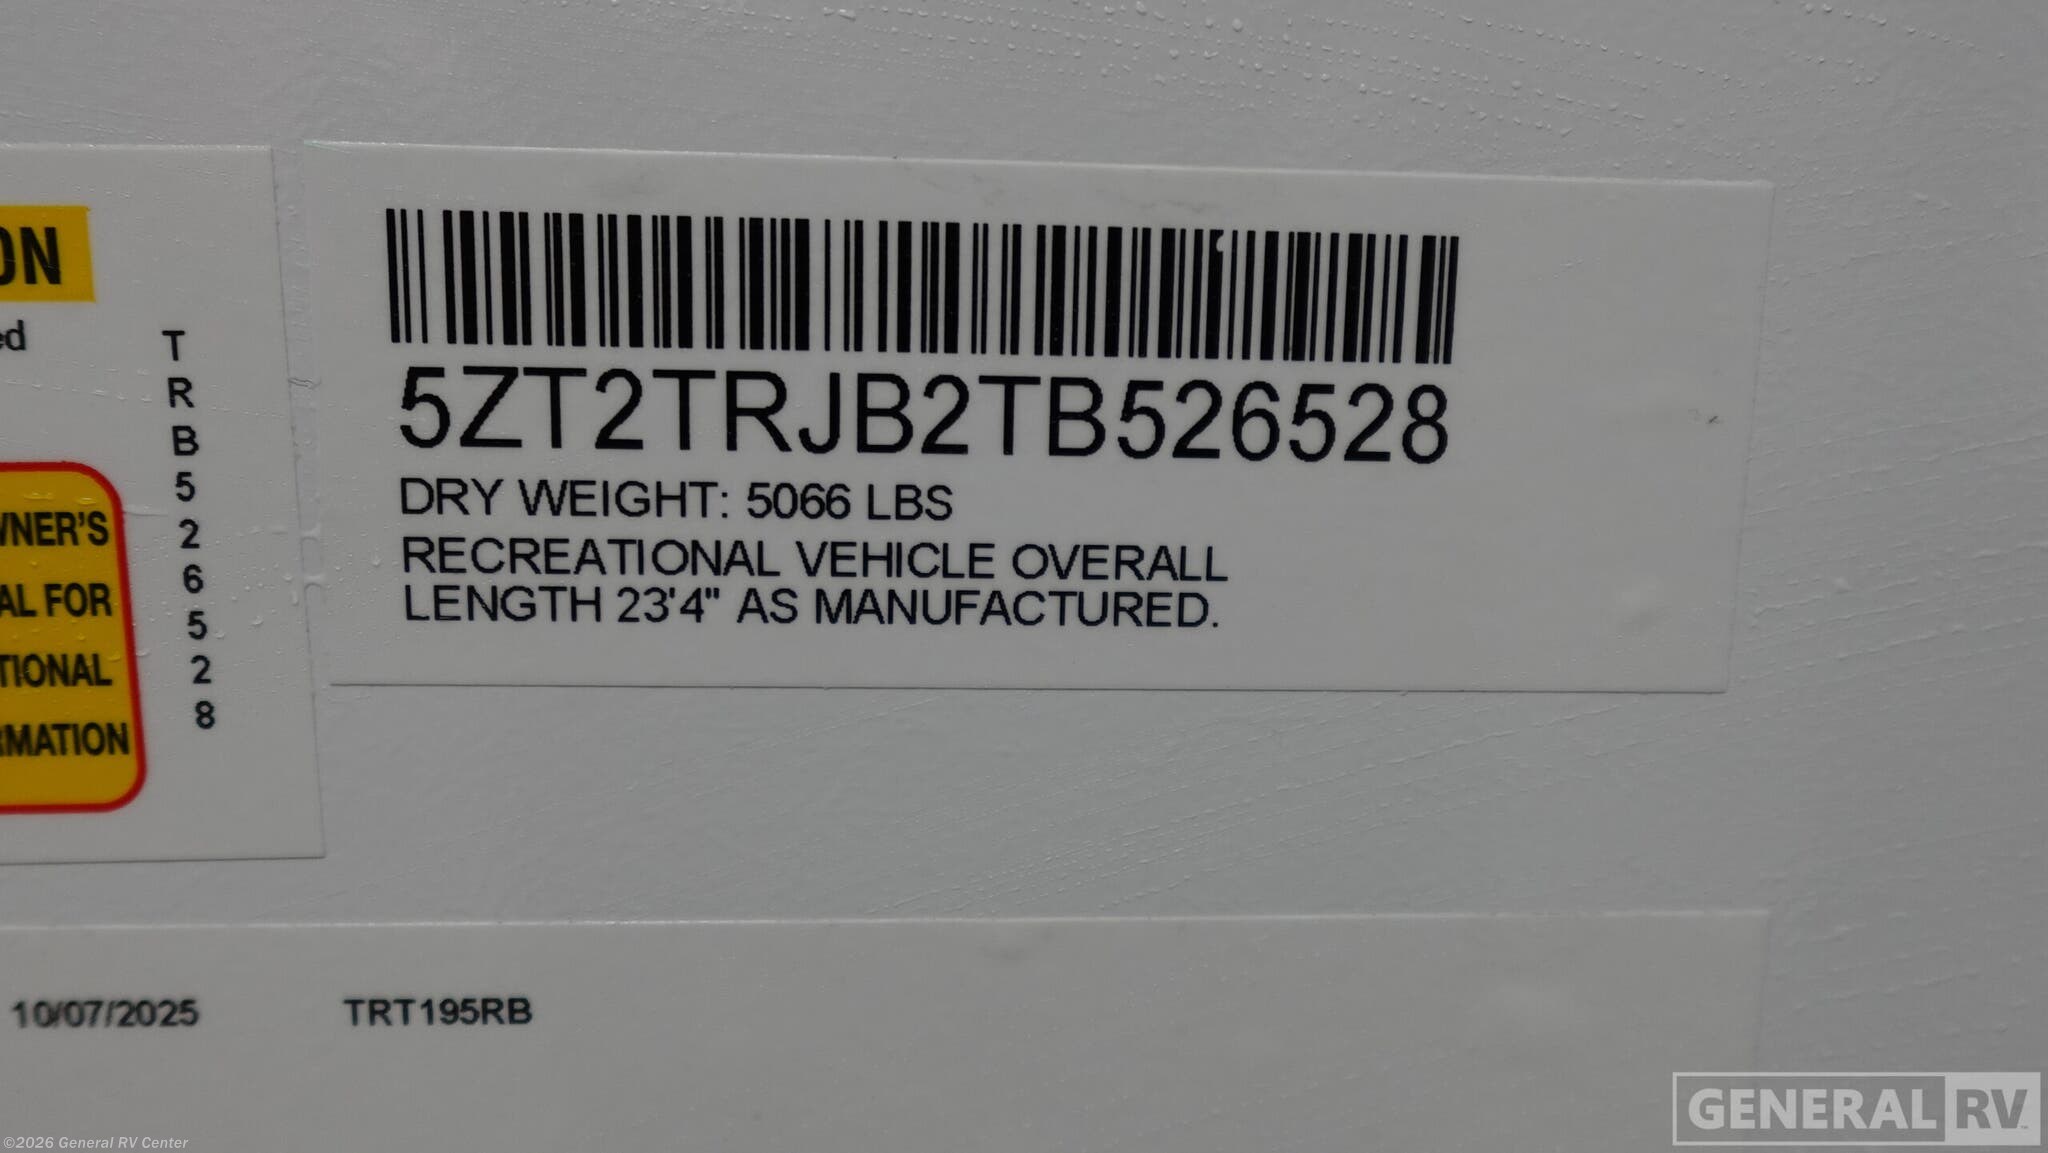 ON
ed
T
R
B
5
2
6
5
2
8
WNER'S
AL FOR
TIONAL
RMATION
5ZT2TRJB2TB526528
DRY WEIGHT: 5066 LBS
RECREATIONAL VEHICLE OVERALL
LENGTH 23'4" AS MANUFACTURED.
10/07/2025 TRT195RB
GENERAL RV
©2026 General RV Center